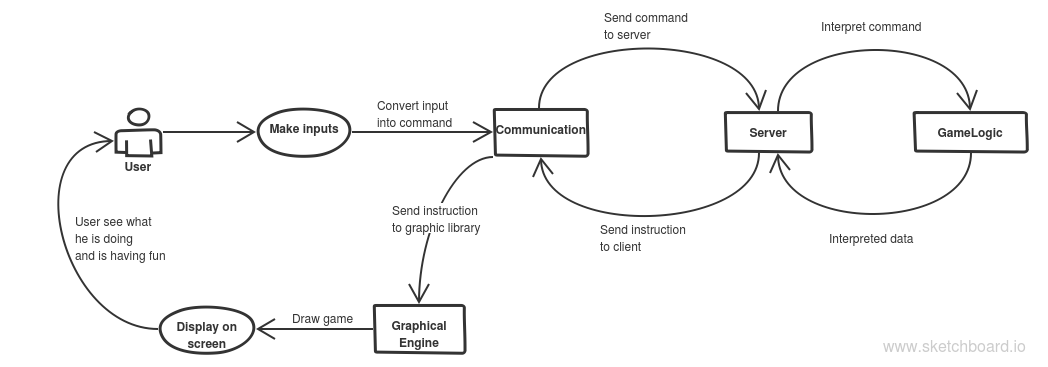 Send command
to server
Interpret command
Convert input
into command
Make inputs
Communication
Server
GameLogic
User
Send instruction
to graphic library
User see what
he is doing
and is having fun
Send instruction
to client
Interpreted data
Draw game
Display on
screen
Graphical
Engine
www.sketchboard.io